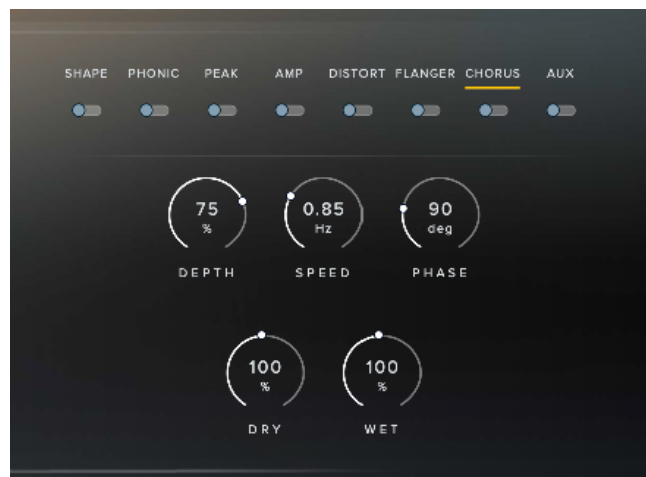 SHAPE PHONIC PEAK AMP DISTORT FLANGER CHORUS AUX
75 0.85 90
% Hz deg
DEPTH SPEED PHASE
100 100
% %
DRY WET